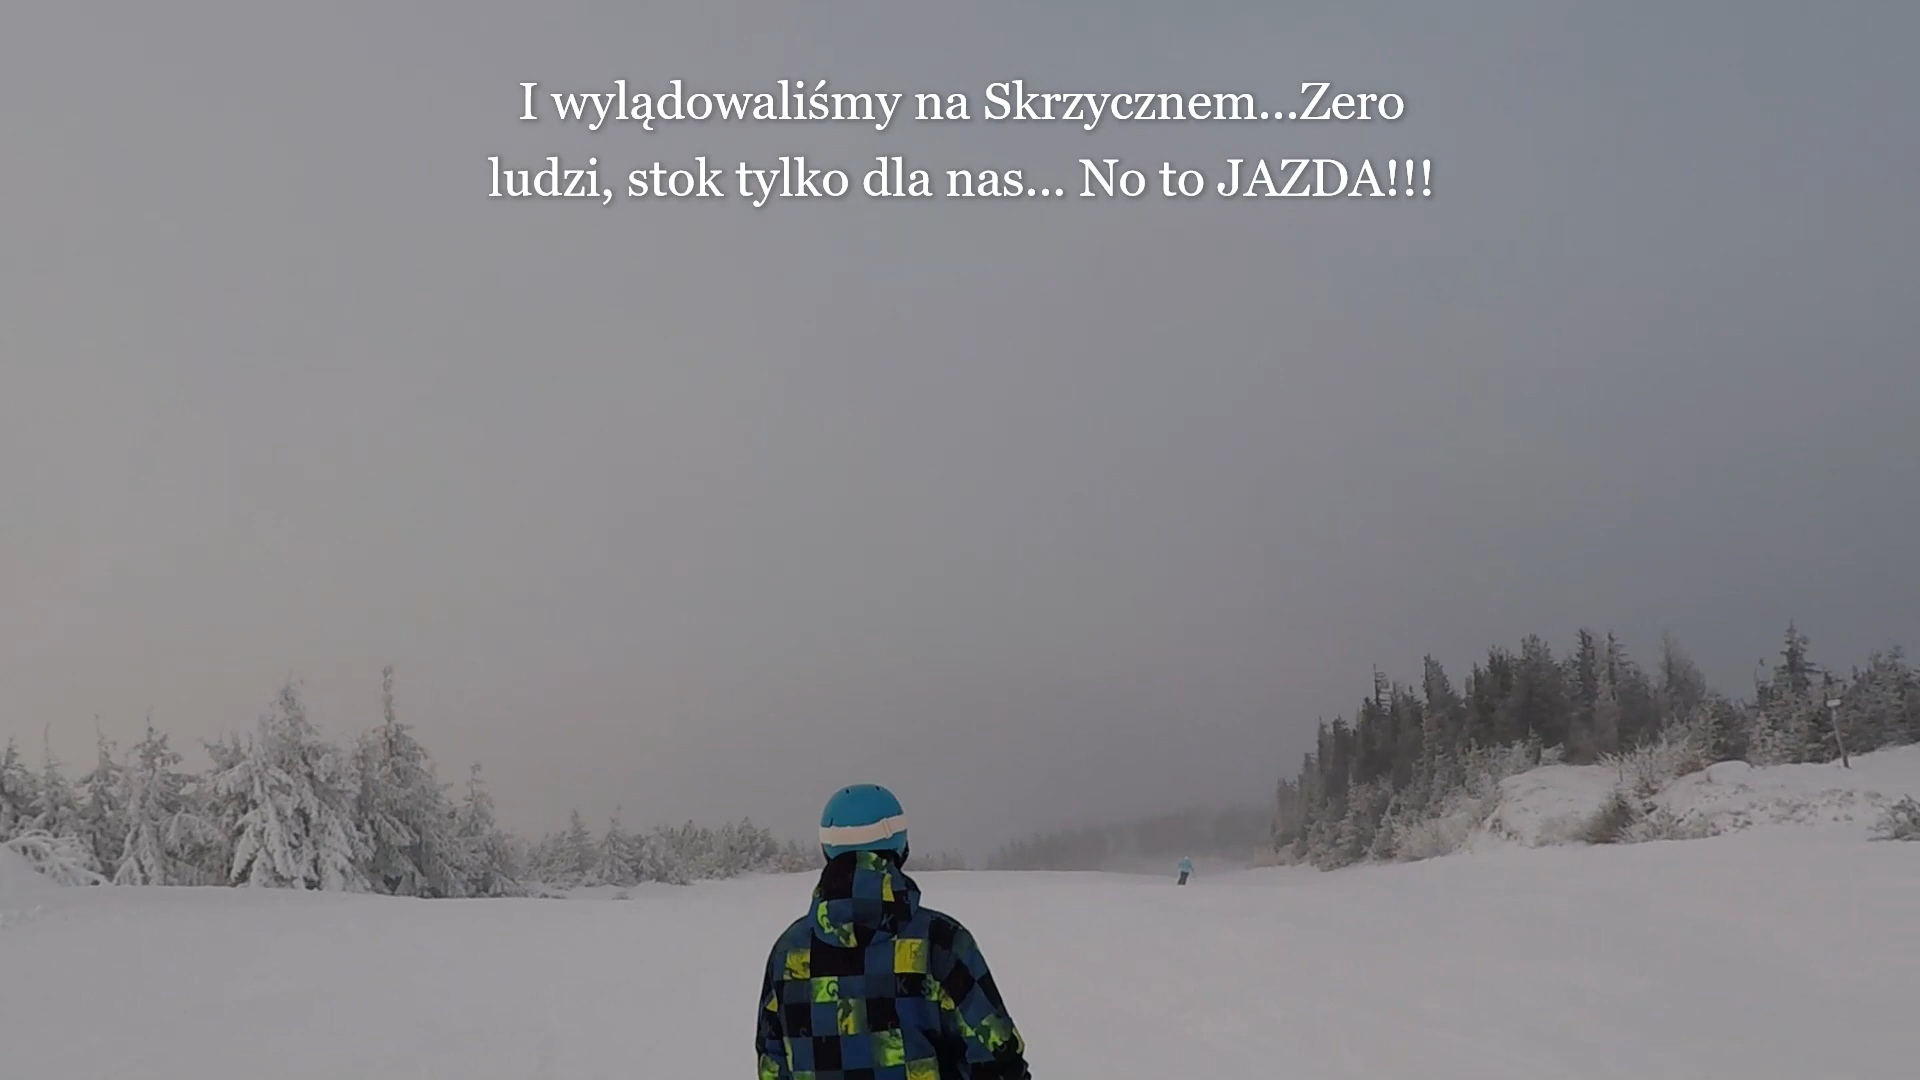 I wylądowaliśmy na Skrzycznem...Zero
ludzi, stok tylko dla nas... No to JAZDA!!!